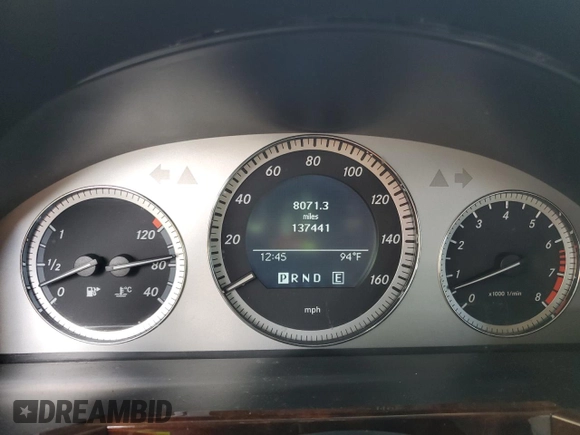 8071.3
miles
137441
12:45 94°F
P R N D E
0 20 40 60 80 100 120 140 160
mph
1 1/2 0
120 80 40
°C
0 1 2 3 4 5 6 7 8
x1000 1/min
DREAMBID